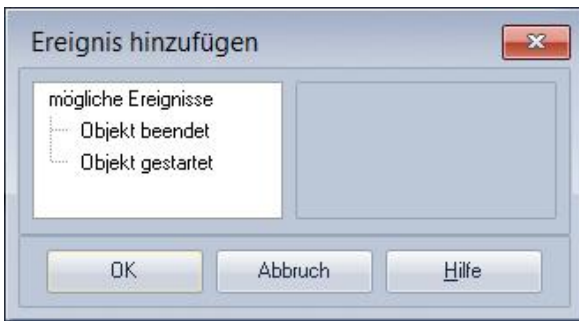 Ereignis hinzufügen
mögliche Ereignisse
Objekt beendet
Objekt gestartet
OK Abbruch Hilfe